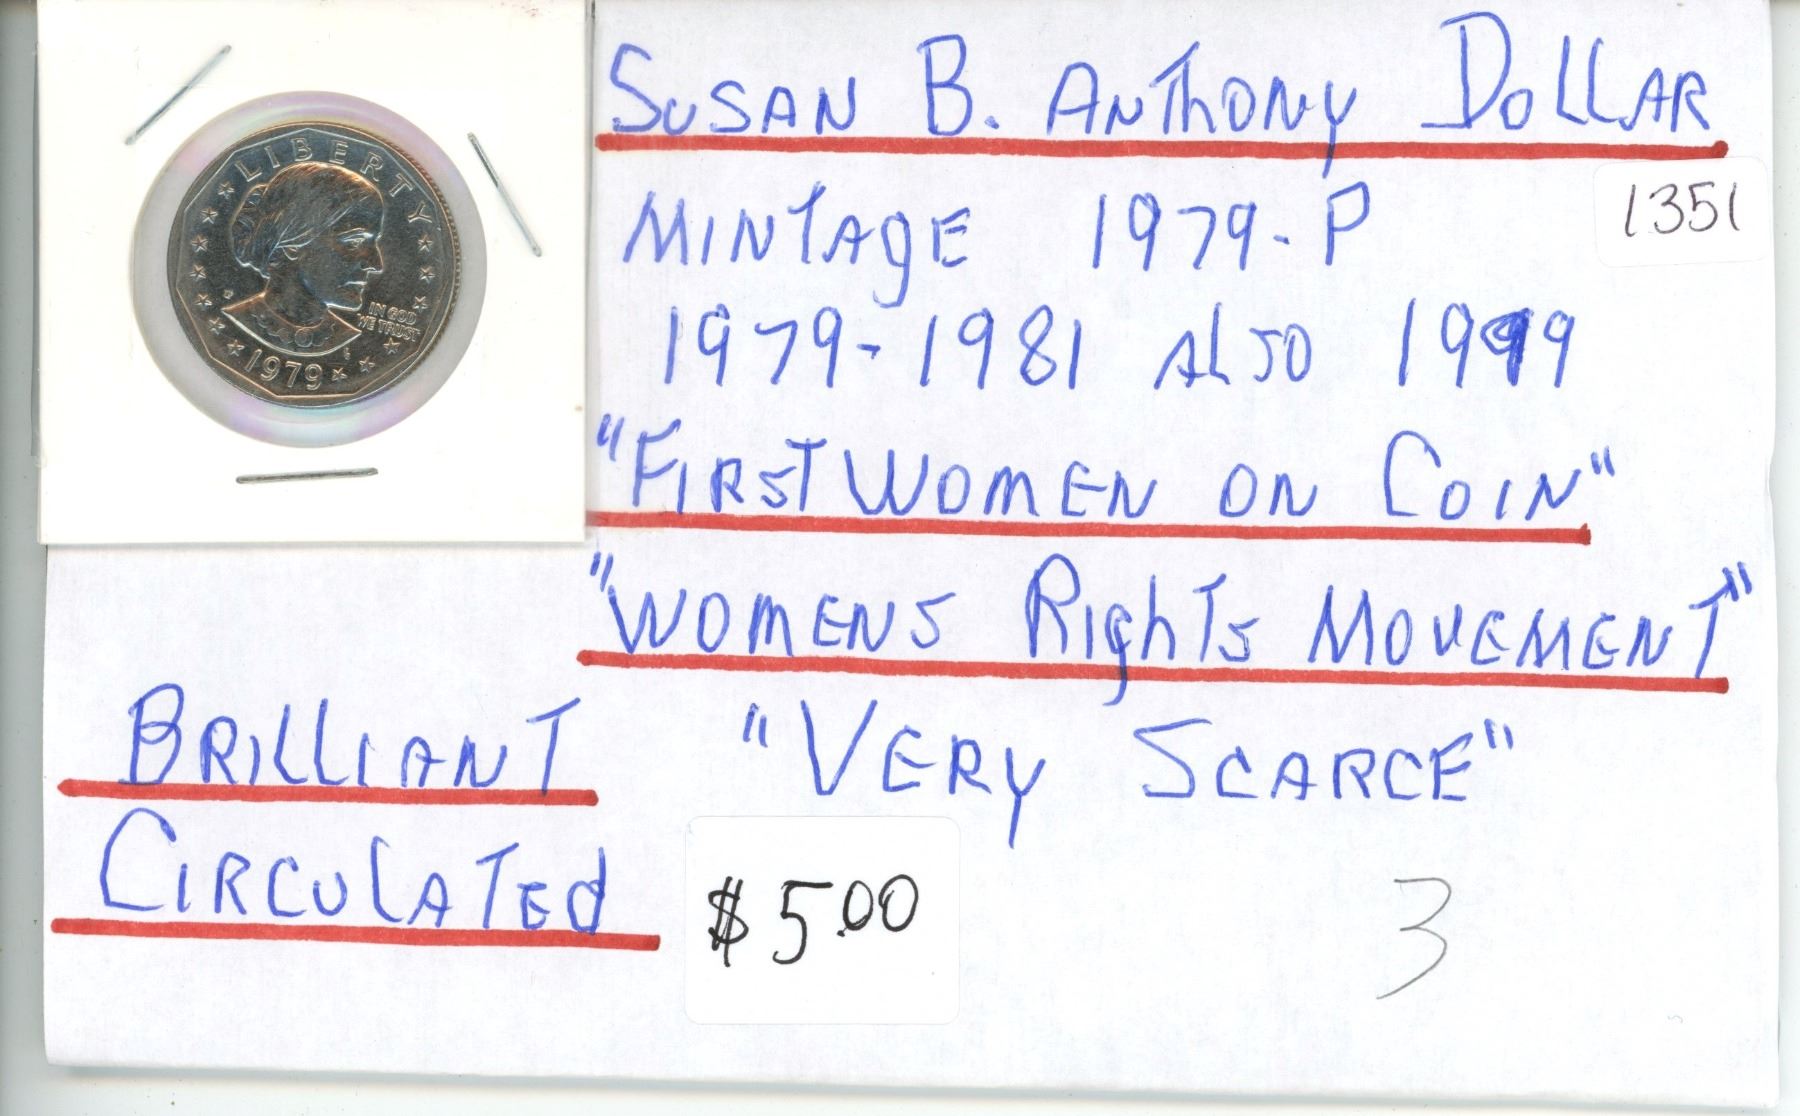 SUSAN B. ANTHONY DOLLAR
MINTAGE 1979-P
1351
1979-1981 ALSO 1999
"FIRST WOMEN ON COIN"
"WOMENS RIGHTS MOVEMENT"
BRILLIANT "VERY SCARCE"
CIRCULATED
$5.00
3
LIBERTY
IN GOD
WE TRUST
P
1979